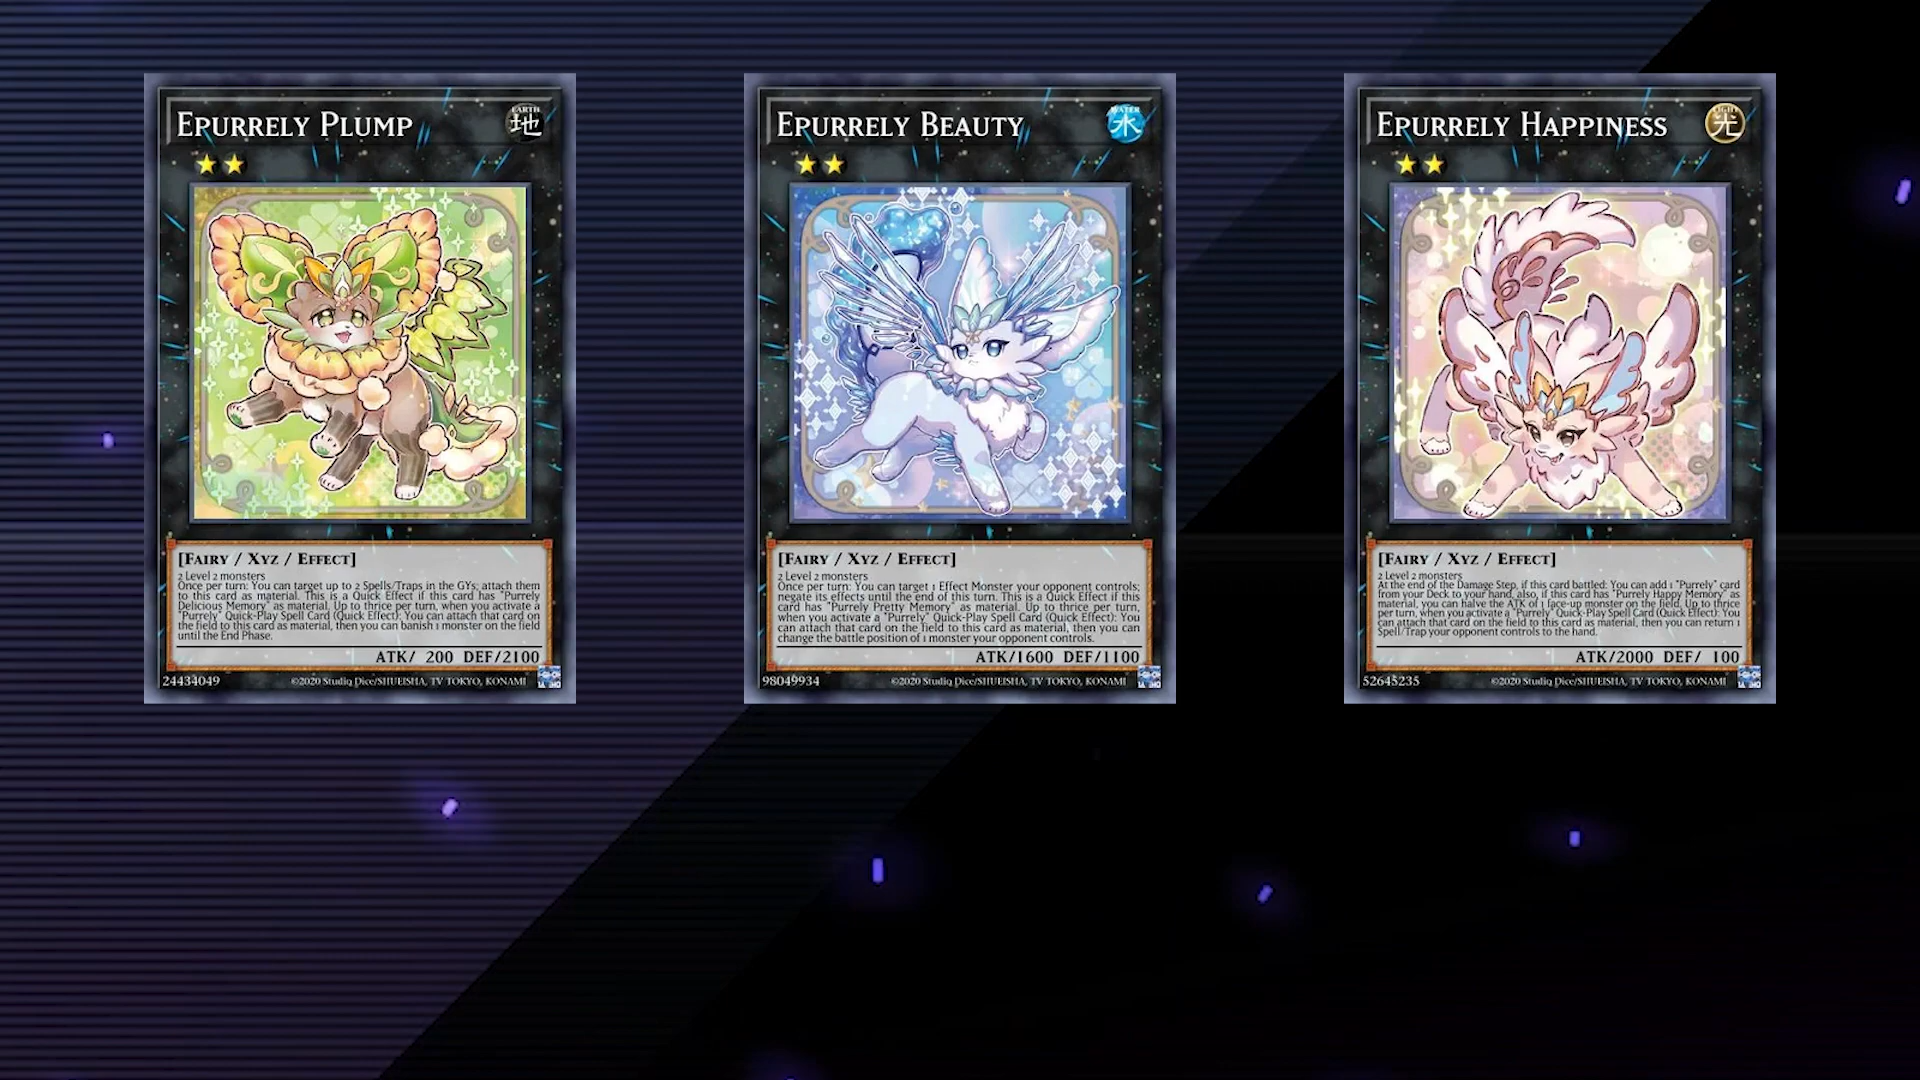 EPURRELY PLUMP
EARTH
地
[FAIRY / XYZ / EFFECT]
2 Level 2 monsters
Once per turn: You can target up to 2 Spells/Traps in the GYs; attach them
to this card as material. This is a Quick Effect if this card has "Purrely
Delicious Memory" as material. Up to thrice per turn, when you activate a
"Purrely" Quick-Play Spell Card (Quick Effect): You can attach that card on
the field to this card as material, then you can banish 1 monster on the field
until the End Phase.
ATK/ 200 DEF/2100
24434049
©2020 Studio Dice/SHUEISHA, TV TOKYO, KONAMI
EPURRELY BEAUTY
WATER
水
[FAIRY / XYZ / EFFECT]
2 Level 2 monsters
Once per turn: You can target 1 Effect Monster your opponent controls;
negate its effects until the end of this turn. This is a Quick Effect if this
card has "Purrely Pretty Memory" as material. Up to thrice per turn,
when you activate a "Purrely" Quick-Play Spell Card (Quick Effect): You
can attach that card on the field to this card as material, then you can
change the battle position of 1 monster your opponent controls.
ATK/1600 DEF/1100
98049934
©2020 Studio Dice/SHUEISHA, TV TOKYO, KONAMI
EPURRELY HAPPINESS
LIGHT
光
[FAIRY / XYZ / EFFECT]
2 Level 2 monsters
At the end of the Damage Step, if this card battled: You can add 1 "Purrely" card
from your Deck to your hand, also, if this card has "Purrely Happy Memory" as
material, you can halve the ATK of 1 face-up monster on the field. Up to thrice
per turn, when you activate a "Purrely" Quick-Play Spell Card (Quick Effect): You
can attach that card on the field to this card as material, then you can return 1
Spell/Trap your opponent controls to the hand.
ATK/2000 DEF/ 100
52645235
©2020 Studio Dice/SHUEISHA, TV TOKYO, KONAMI